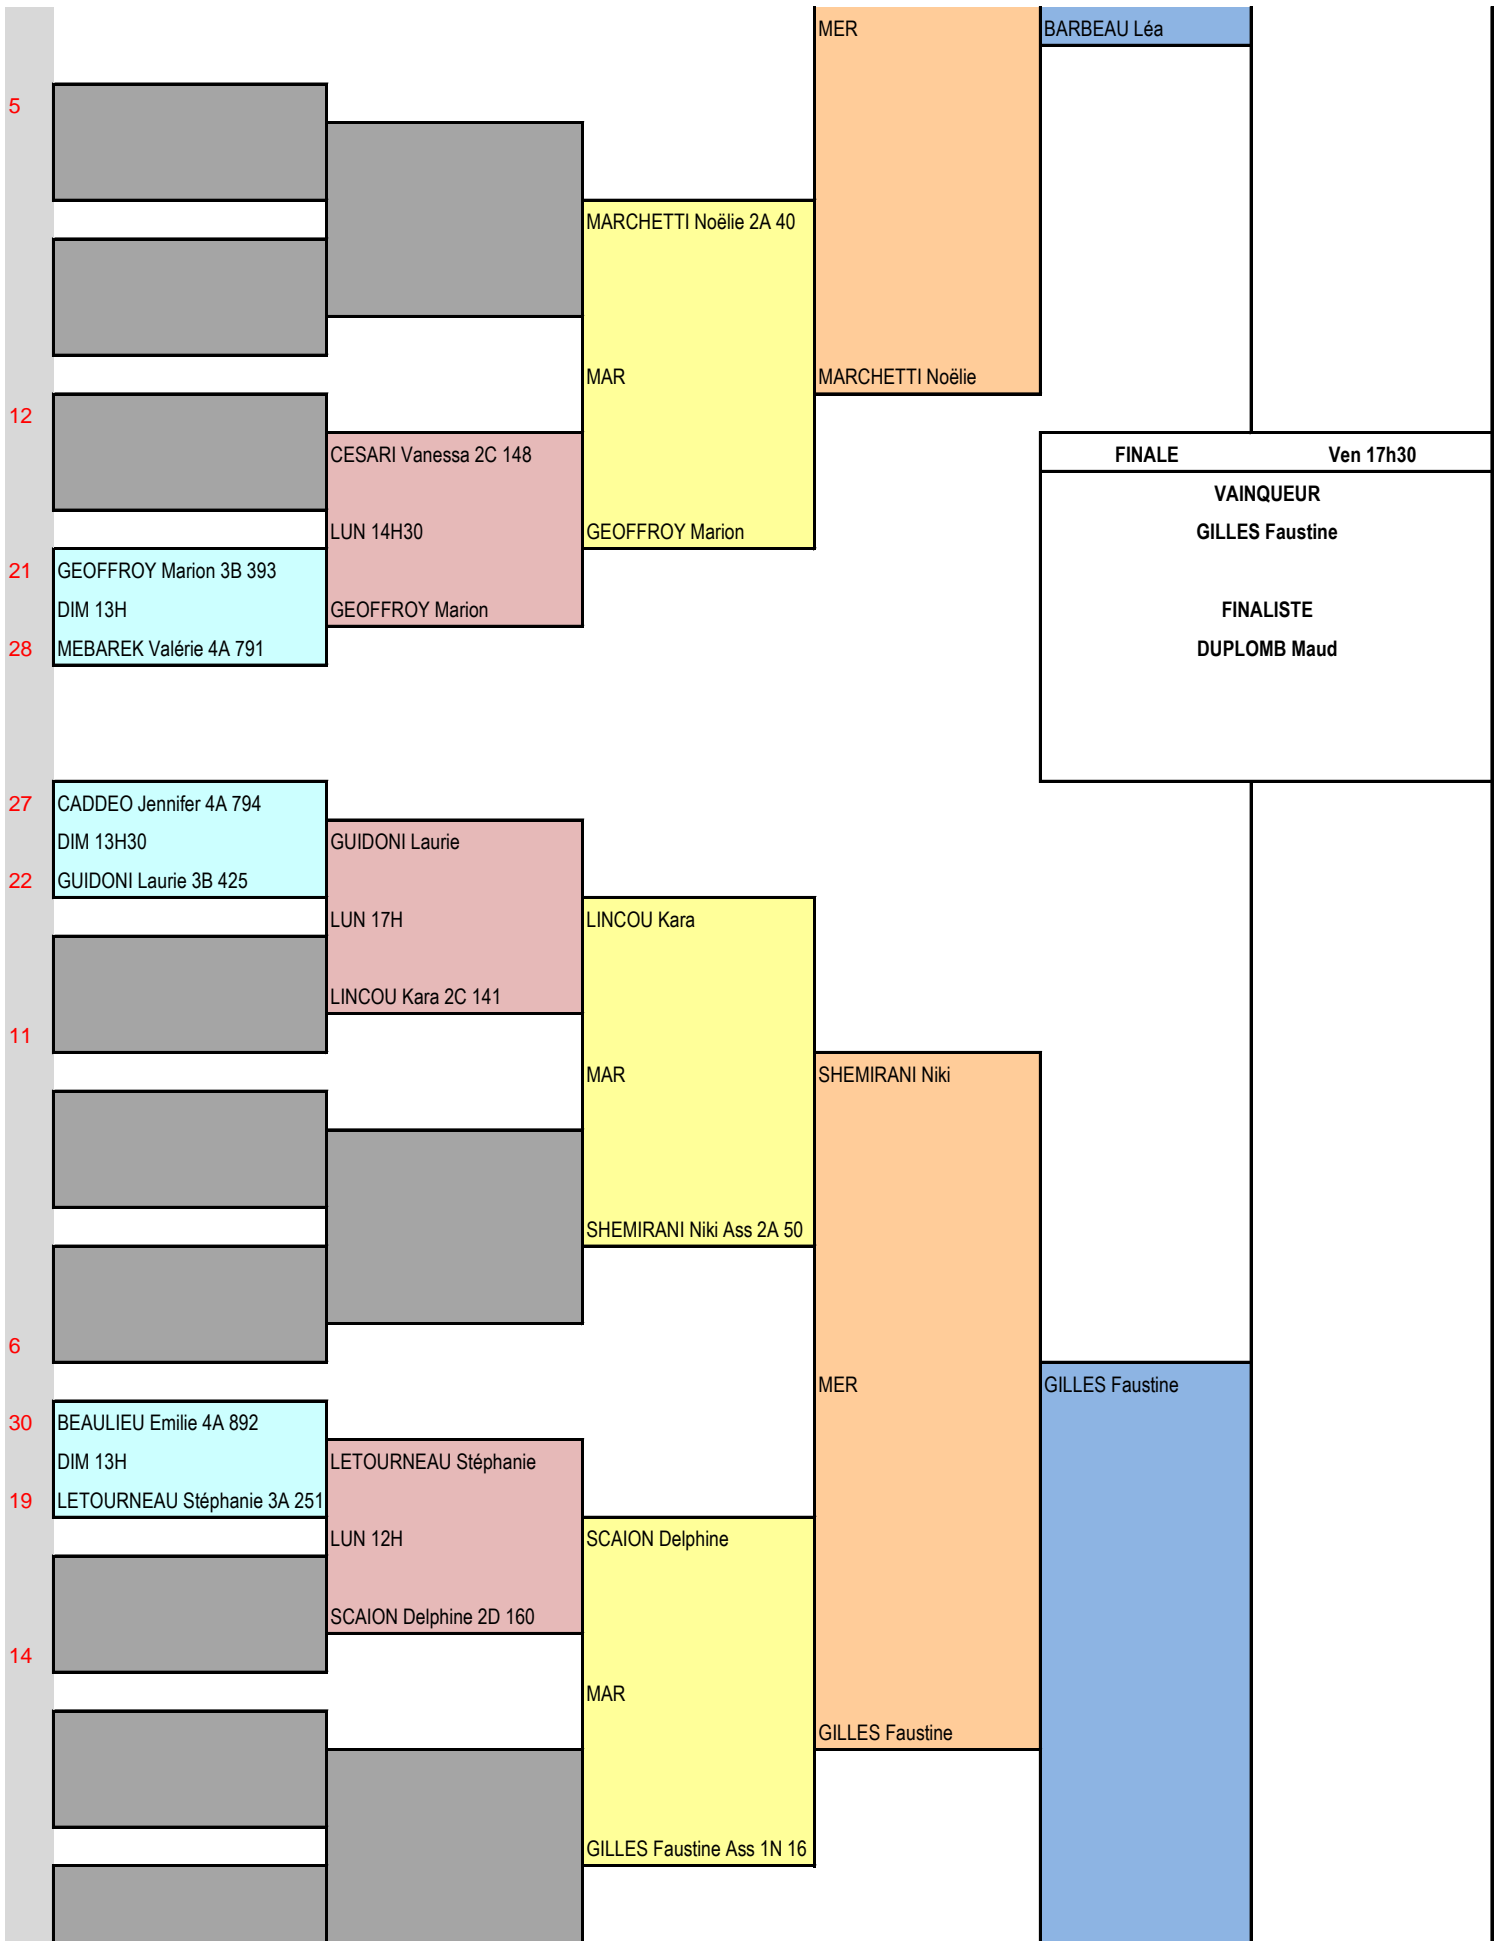 MER
BARBEAU Léa
5
MARCHETTI Noëlie 2A 40
MAR
MARCHETTI Noëlie
12
CESARI Vanessa 2C 148
FINALE Ven 17h30
VAINQUEUR
LUN 14H30
GEOFFROY Marion
GILLES Faustine
21 GEOFFROY Marion 3B 393
DIM 13H
GEOFFROY Marion
FINALISTE
28 MEBAREK Valérie 4A 791
DUPLOMB Maud
27 CADDEO Jennifer 4A 794
DIM 13H30
GUIDONI Laurie
22 GUIDONI Laurie 3B 425
LUN 17H
LINCOU Kara
LINCOU Kara 2C 141
11
MAR
SHEMIRANI Niki
SHEMIRANI Niki Ass 2A 50
6
MER
GILLES Faustine
30 BEAULIEU Emilie 4A 892
DIM 13H
LETOURNEAU Stéphanie
19 LETOURNEAU Stéphanie 3A 251
LUN 12H
SCAION Delphine
SCAION Delphine 2D 160
14
MAR
GILLES Faustine
GILLES Faustine Ass 1N 16